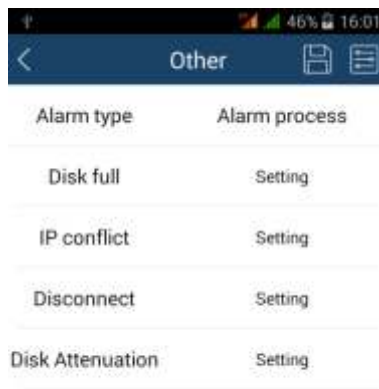 46% 16:01
Other
Alarm type Alarm process
Disk full Setting
IP conflict Setting
Disconnect Setting
Disk Attenuation Setting